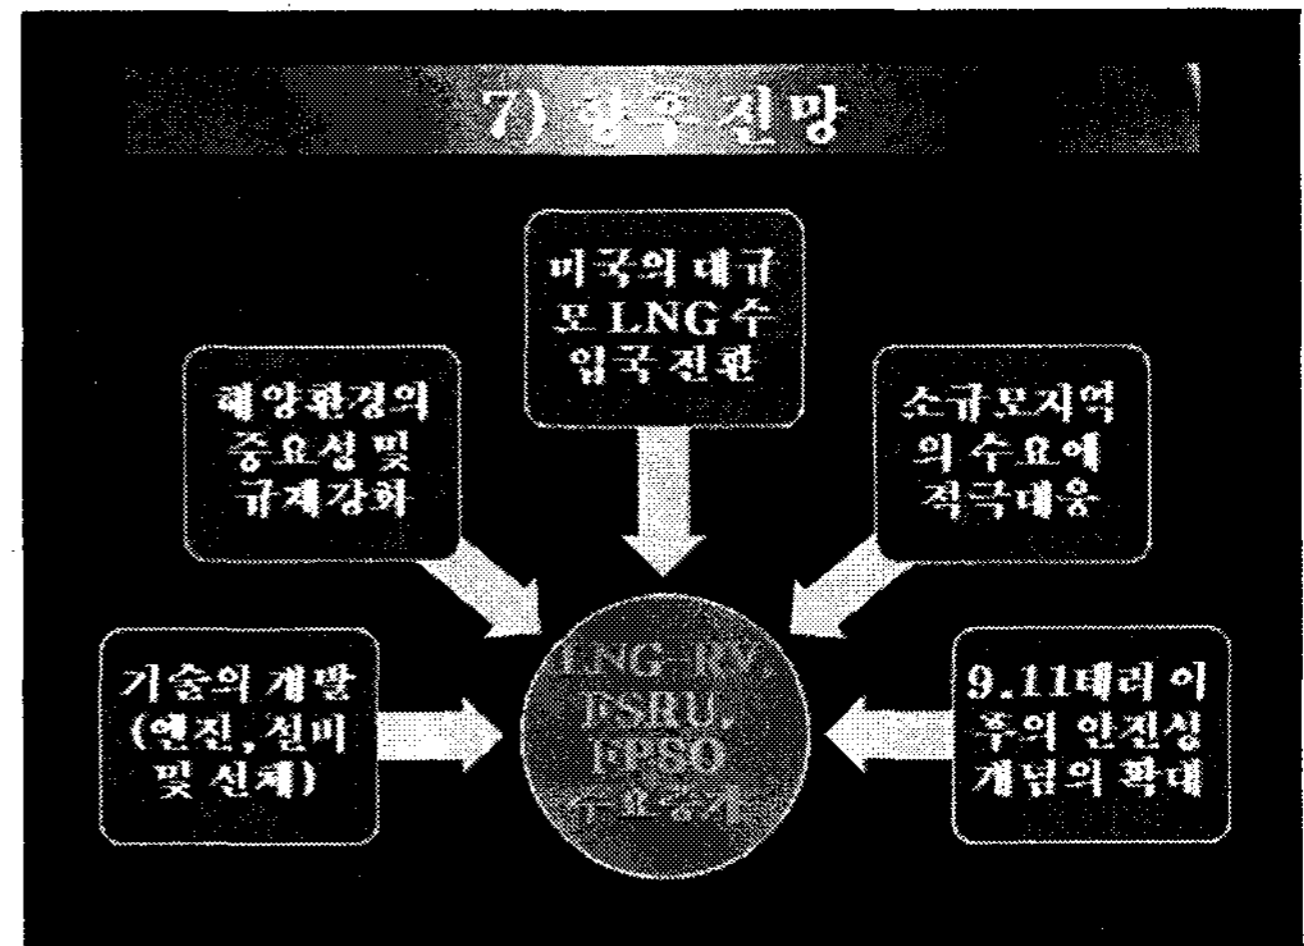 7) 향후 전망
미국의 대규
모 LNG 수
입국 전환
해양환경의
중요성 및
규제강화
소규모지역
의 수요에
적극대응
기술의 개발
(엔진, 설비
및 선체)
LNG-RV,
FSRU,
FPSO
수요증가
9.11테러 이
후의 안전성
개념의 확대